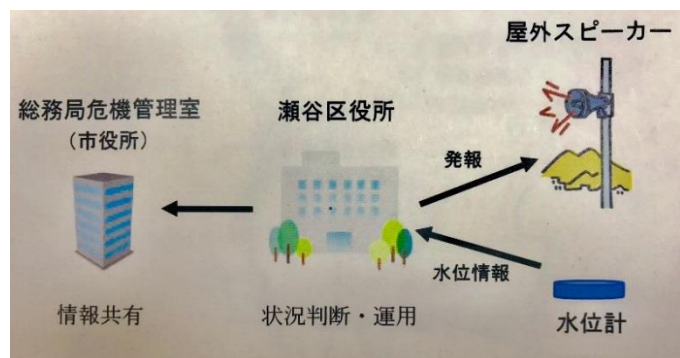 屋外スピーカー
総務局危機管理室
（市役所）
瀬谷区役所
発報
水位情報
情報共有
状況判断・運用
水位計